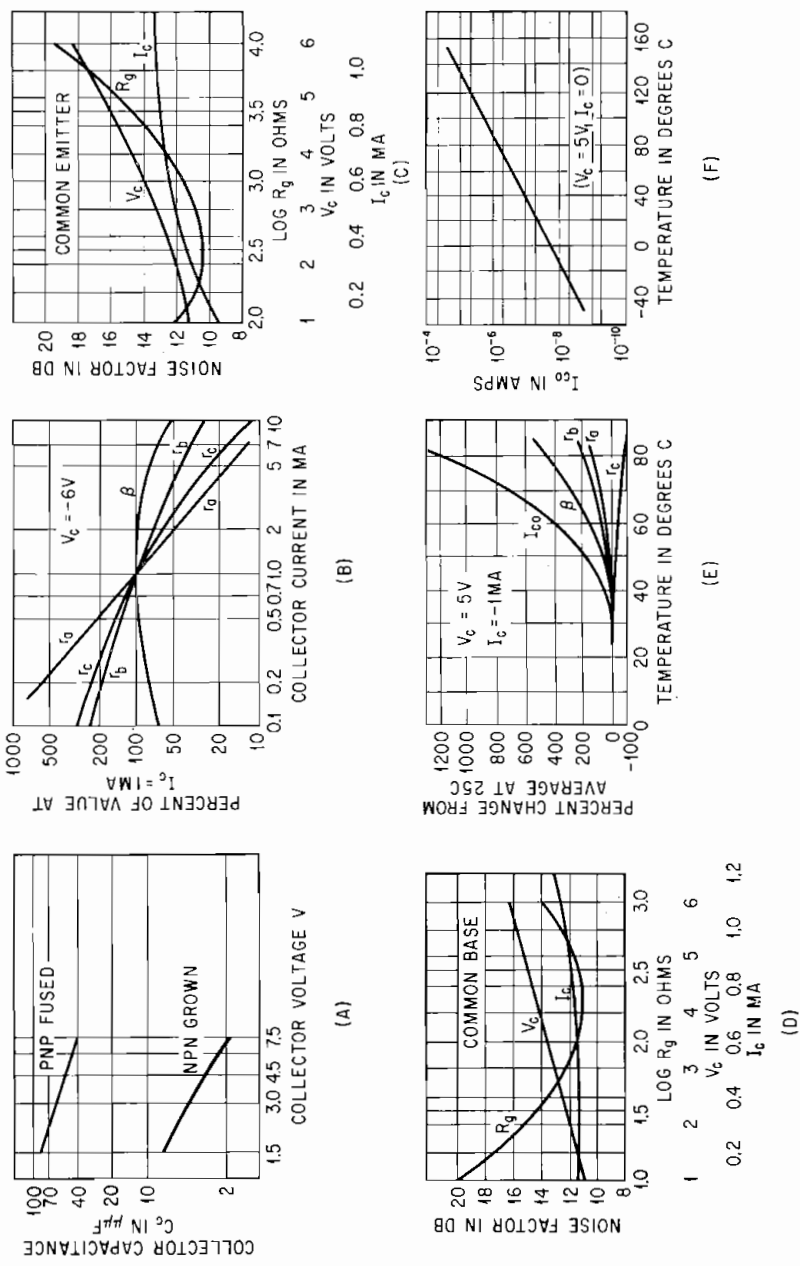 COLLECTOR CAPACITANCE
C_c IN µµF
100
70
40
20
10
2
PNP FUSED
NPN GROWN
1.5
3.0
4.5
7.5
COLLECTOR VOLTAGE V
(A)
PERCENT OF VALUE AT
I_c = 1MA
1000
500
200
100
50
20
10
V_c = -6V
r_a
r_c
r_b
β
r_b
r_c
r_a
0.1
0.2
0.5
0.7
1.0
2
5
7
10
COLLECTOR CURRENT IN MA
(B)
NOISE FACTOR IN DB
20
18
16
14
12
10
8
COMMON EMITTER
V_c
R_g
I_c
2.0
2.5
3.0
3.5
4.0
LOG R_g IN OHMS
1
2
3
4
5
6
V_c IN VOLTS
0.2
0.4
0.6
0.8
1.0
I_c IN MA
(C)
NOISE FACTOR IN DB
20
18
16
14
12
10
8
COMMON BASE
R_g
V_c
I_c
1.0
1.5
2.0
2.5
3.0
LOG R_g IN OHMS
1
2
3
4
5
6
V_c IN VOLTS
0.2
0.4
0.6
0.8
1.0
1.2
I_c IN MA
(D)
PERCENT CHANGE FROM
AVERAGE AT 25C
1200
1000
800
600
400
200
0
-100
V_c = 5V
I_c = -1MA
I_co
β
r_b
r_a
r_c
0
20
40
60
80
TEMPERATURE IN DEGREES C
(E)
I_co IN AMPS
10^-4
10^-6
10^-8
10^-10
(V_c = 5V, I_c = 0)
-40
0
40
80
120
160
TEMPERATURE IN DEGREES C
(F)